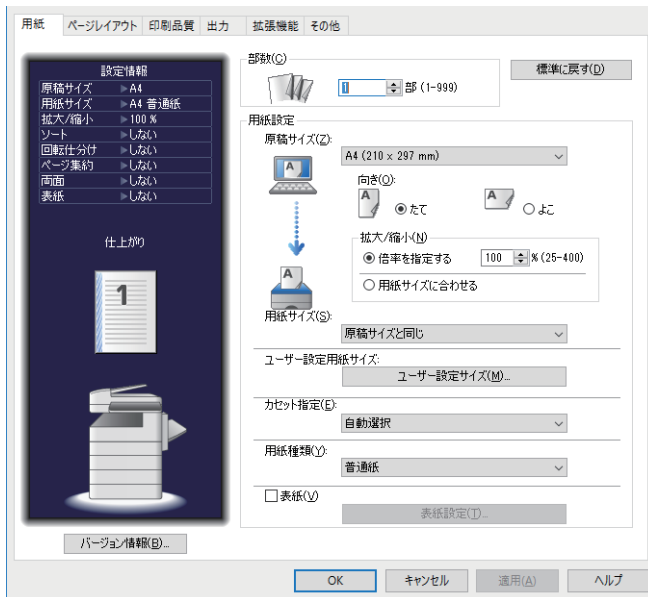 用紙 ページレイアウト 印刷品質 出力 拡張機能 その他
設定情報
原稿サイズ ▶A4
用紙サイズ ▶A4 普通紙
拡大/縮小 ▶100 %
ソート ▶しない
回転仕分け ▶しない
ページ集約 ▶しない
両面 ▶しない
表紙 ▶しない
仕上がり
1
バージョン情報(B)...
部数(C)
1 部 (1-999)
標準に戻す(D)
用紙設定
原稿サイズ(Z):
A4 (210 x 297 mm)
A
向き(O):
A たて A よこ
拡大/縮小(N)
倍率を指定する 100 % (25-400)
用紙サイズに合わせる
A
用紙サイズ(S):
原稿サイズと同じ
ユーザー設定用紙サイズ:
ユーザー設定サイズ(M)...
カセット指定(E):
自動選択
用紙種類(Y):
普通紙
表紙(V)
表紙設定(T)...
OK キャンセル 適用(A) ヘルプ